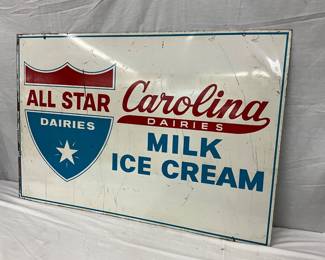 ALL STAR
DAIRIES
Carolina
DAIRIES
MILK
ICE CREAM